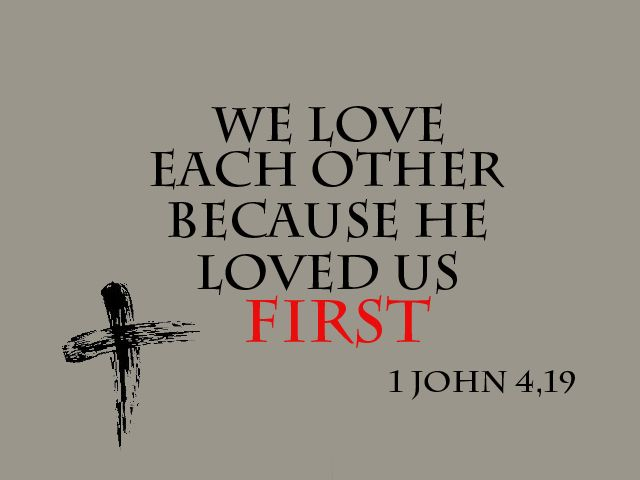 WE LOVE
EACH OTHER
BECAUSE HE
LOVED US
FIRST
1 JOHN 4,19